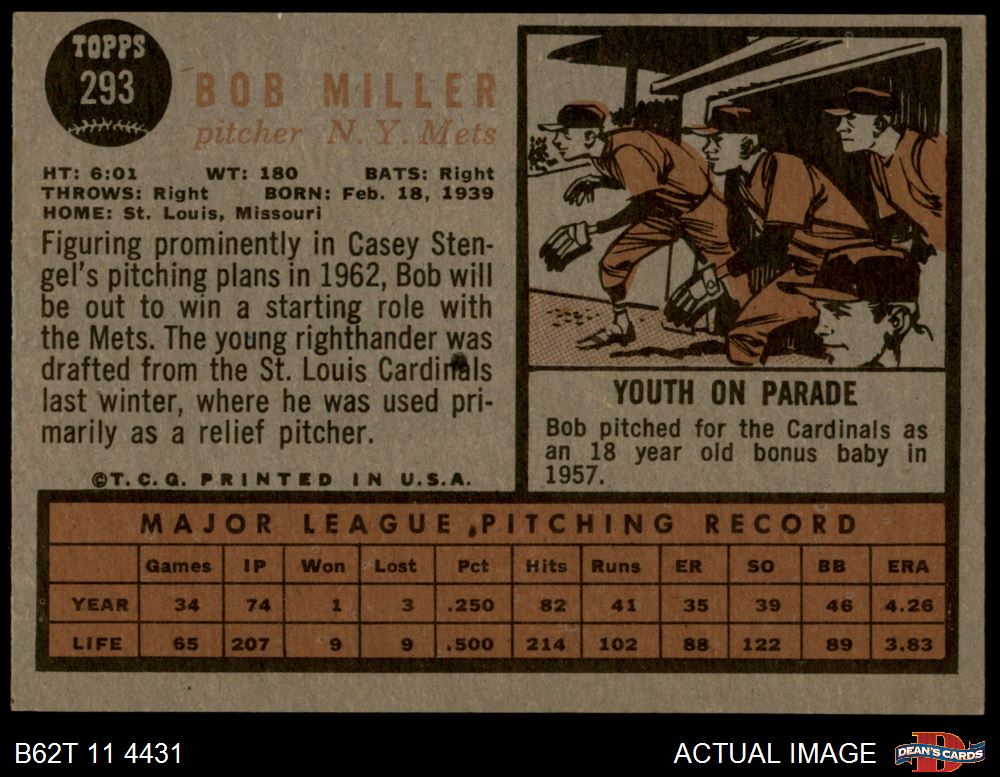 TOPPS
293
BOB MILLER
pitcher N. Y. Mets
HT: 6:01 WT: 180 BATS: Right
THROWS: Right BORN: Feb. 18, 1939
HOME: St. Louis, Missouri
Figuring prominently in Casey Sten-
gel's pitching plans in 1962, Bob will
be out to win a starting role with
the Mets. The young righthander was
drafted from the St. Louis Cardinals
last winter, where he was used pri-
marily as a relief pitcher.
©T.C.G. PRINTED IN U.S.A.
YOUTH ON PARADE
Bob pitched for the Cardinals as
an 18 year old bonus baby in
1957.
MAJOR LEAGUE PITCHING RECORD
Games IP Won Lost Pct Hits Runs ER SO BB ERA
YEAR 34 74 1 3 .250 82 41 35 39 46 4.26
LIFE 65 207 9 9 .500 214 102 88 122 89 3.83
B62T 11 4431 ACTUAL IMAGE
D
DEAN'S CARDS